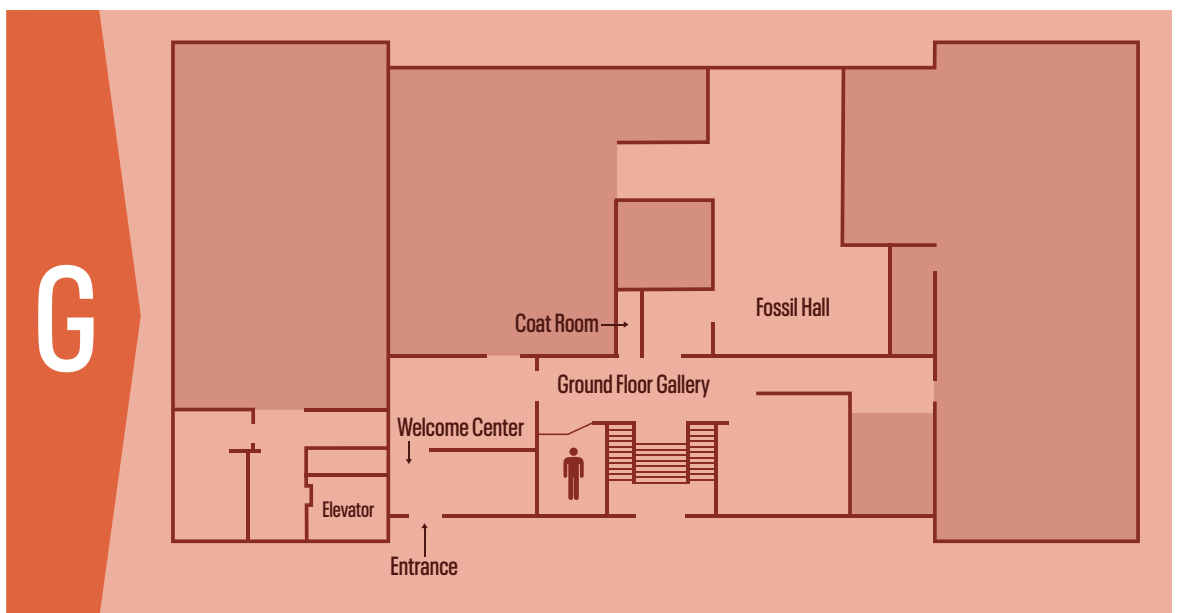 G
Fossil Hall
Coat Room
Ground Floor Gallery
Welcome Center
Elevator
Entrance